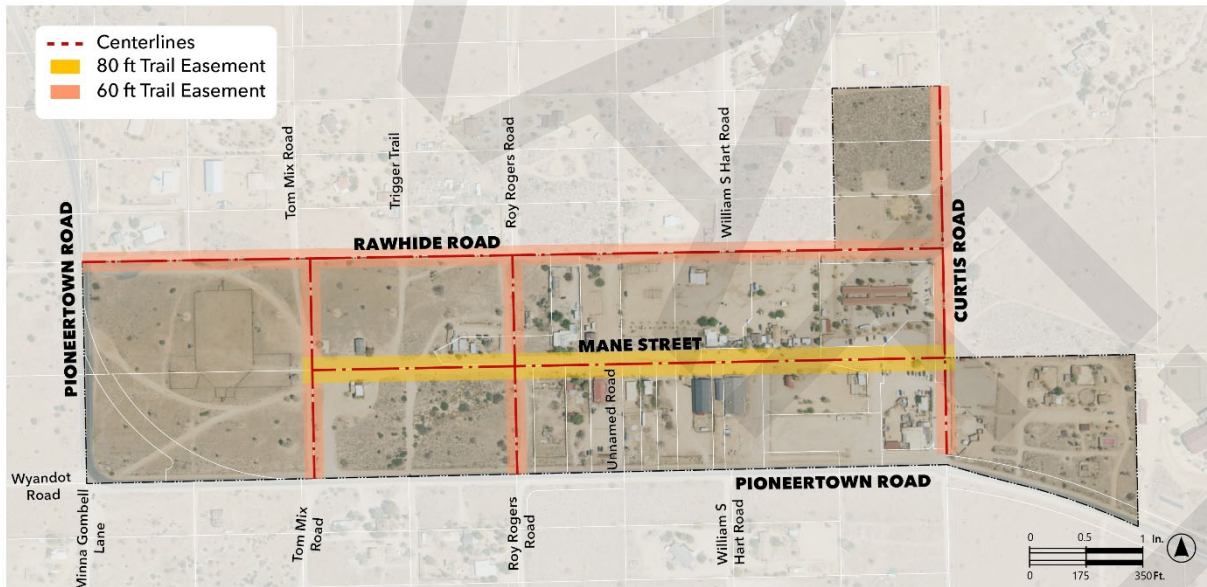 Centerlines
80 ft Trail Easement
60 ft Trail Easement
Tom Mix Road
Trigger Trail
Roy Rogers Road
William S Hart Road
PIONEERTOWN ROAD
RAWHIDE ROAD
CURTIS ROAD
MANE STREET
Unnamed Road
Wyandot
Road
PIONEERTOWN ROAD
Minna Gombell
Lane
Tom Mix
Road
Roy Rogers
Road
William S
Hart Road
0 0.5 1 In.
0 175 350Ft.